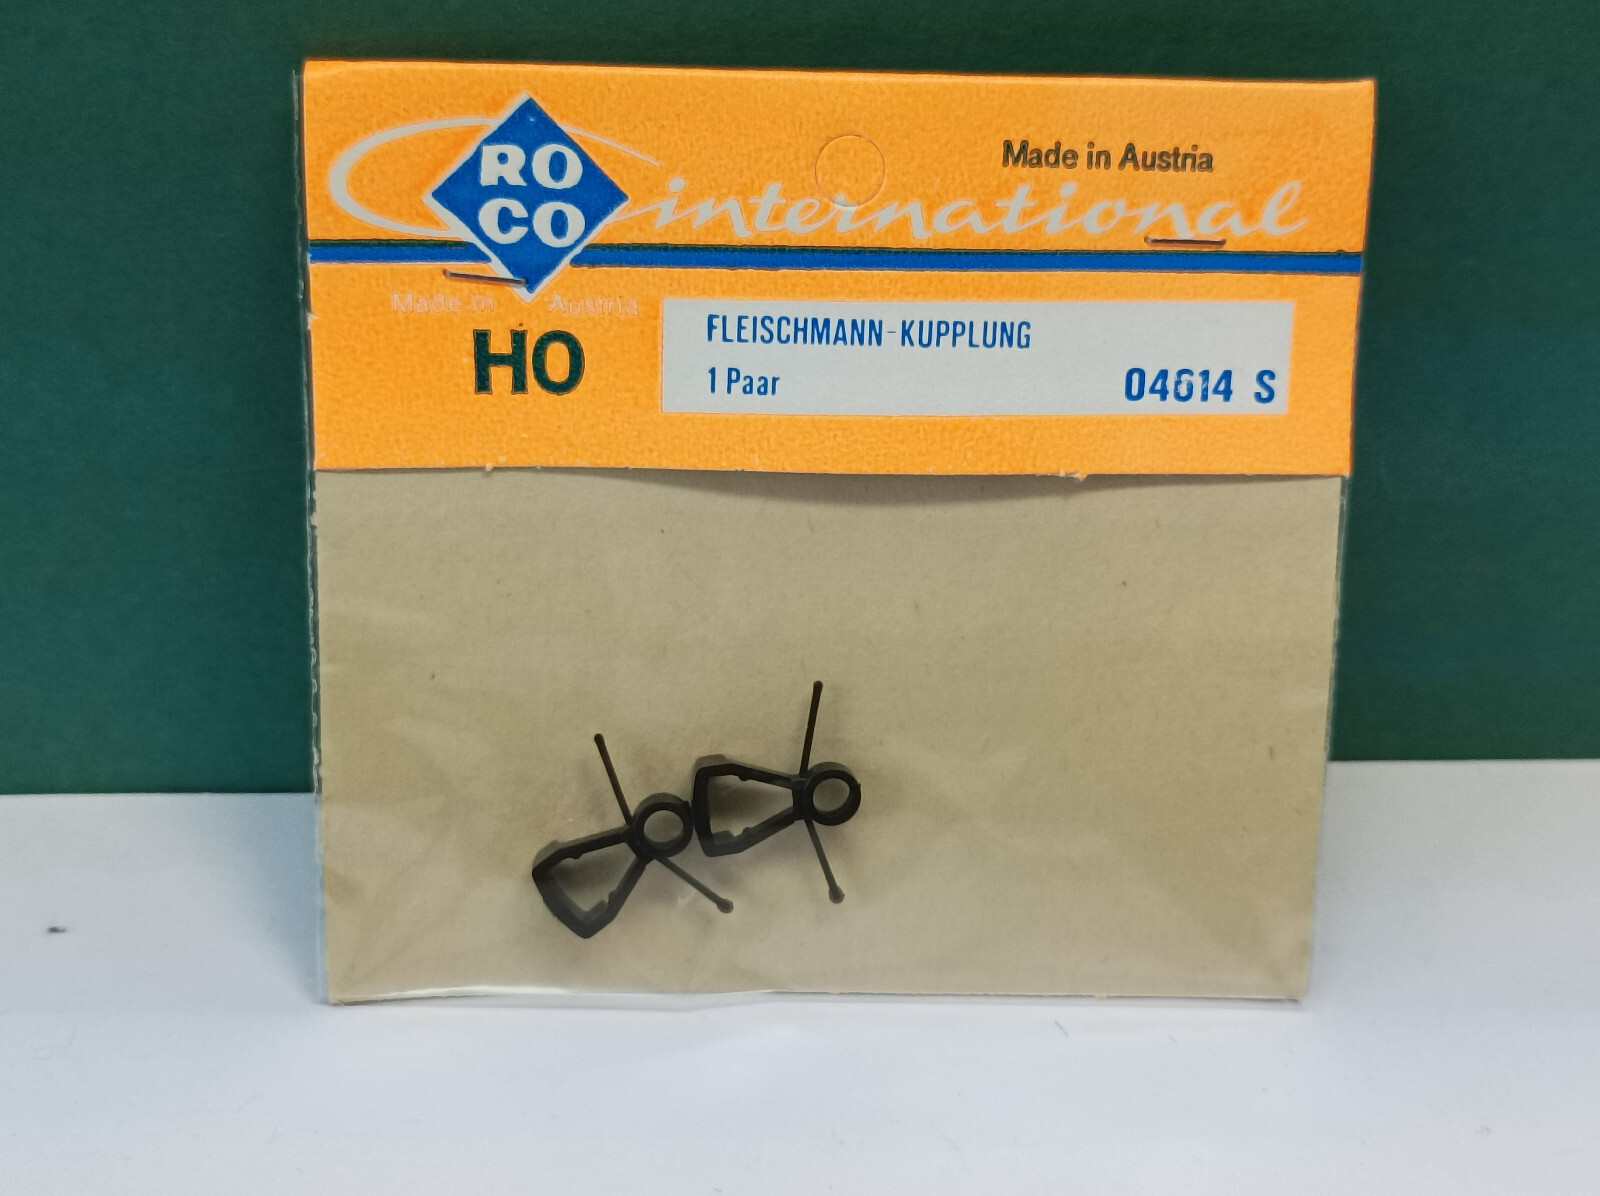 RO
CO
international
Made in Austria
Made in Austria
HO
FLEISCHMANN-KUPPLUNG
1 Paar
04614 S